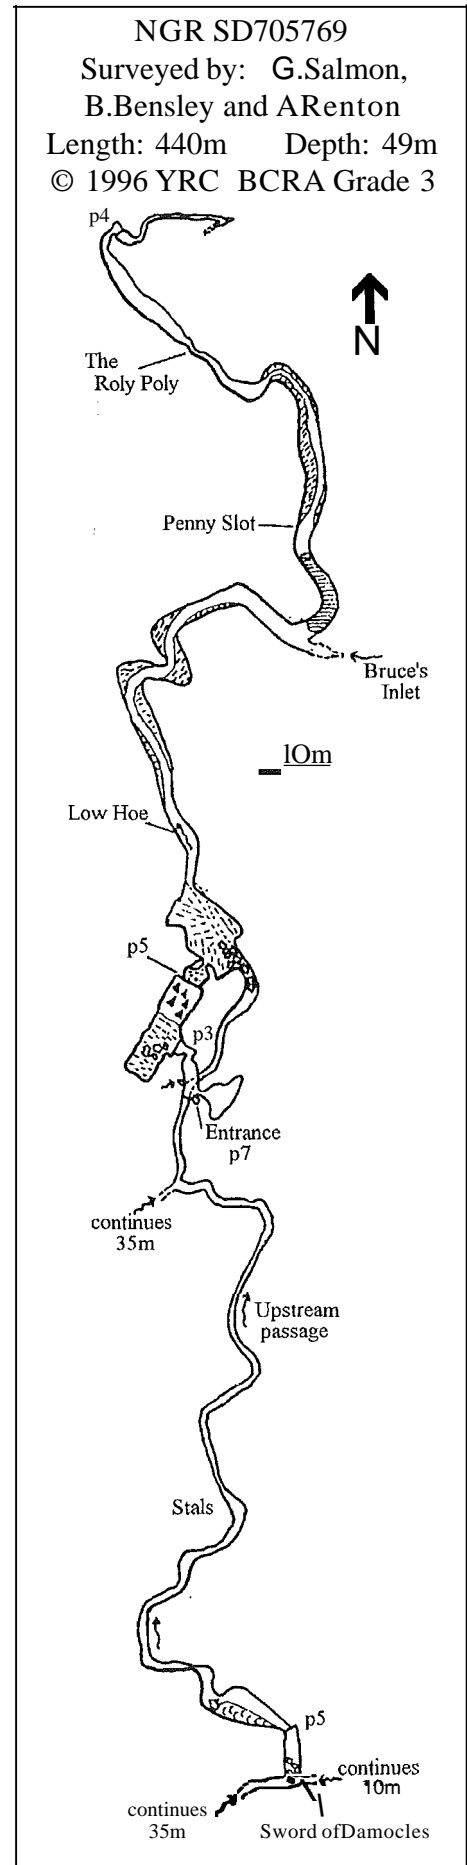 NGR SD705769
Surveyed by: G.Salmon,
B.Bensley and ARenton
Length: 440m Depth: 49m
© 1996 YRC BCRA Grade 3
p4
N
The
Roly Poly
Penny Slot
Bruce's
Inlet
lOm
Low Hoe
p5
p3
Entrance
p7
continues
35m
Upstream
passage
Stals
p5
continues
10m
continues
35m
Sword ofDamocles